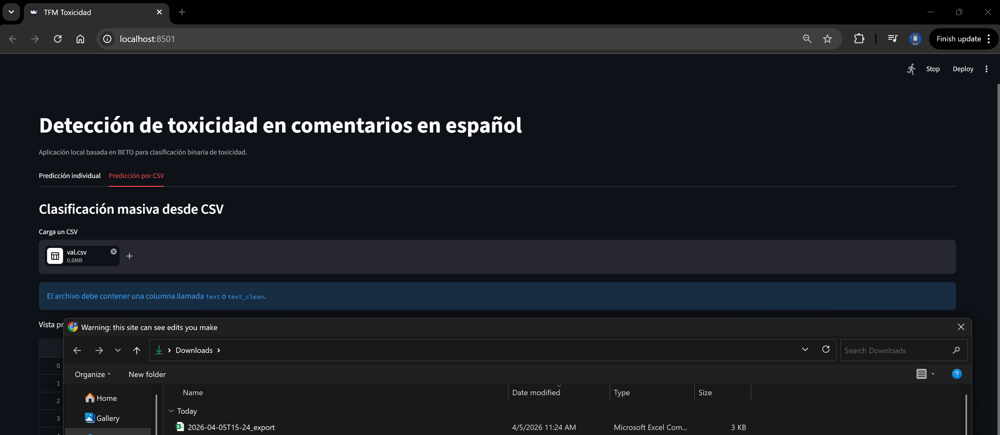 TFM Toxicidad
localhost:8501
Finish update
Stop
Deploy
Detección de toxicidad en comentarios en español
Aplicación local basada en BETO para clasificación binaria de toxicidad.
Predicción individual
Predicción por CSV
Clasificación masiva desde CSV
Carga un CSV
val.csv
0.6MB
El archivo debe contener una columna llamada text o text_clean.
Vista pr
0
1
2
3
Warning: this site can see edits you make
Downloads
Search Downloads
Organize
New folder
Home
Gallery
Name
Date modified
Type
Size
Today
2026-04-05T15-24_export
4/5/2026 11:24 AM
Microsoft Excel Com...
3 KB